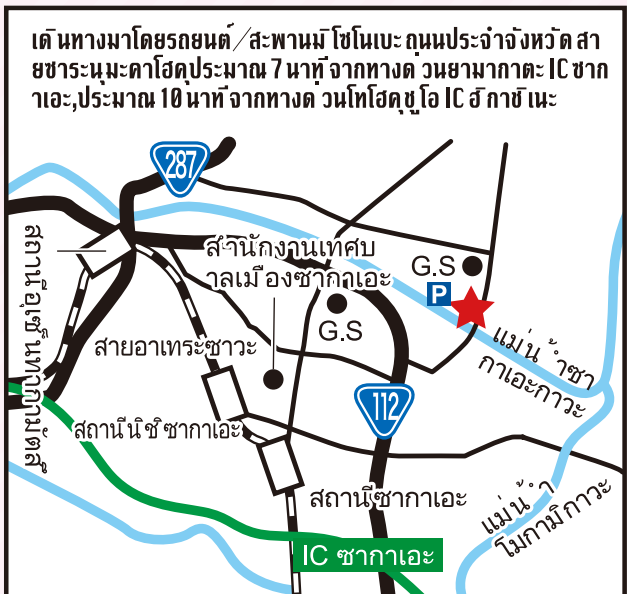 เดินทางมาโดยรถยนต์/สะพานมิโซโนเบะ ถนนประจำจังหวัด สา
ยซาระนุมะคาโฮคุประมาณ 7 นาทีจากทางด่วนยามากาตะ IC ซาก
าเอะ,ประมาณ 10 นาทีจากทางด่วนโทโฮคุชูโอ IC ฮิกาชิเนะ
287
สำนักงานเทศบ
าลเมืองซากาเอะ
G.S
P
G.S
แม่น้ำซา
กาเอะกาวะ
สายอาเทระซาวะ
112
สถานีนิชิซากาเอะ
สถานีซากาเอะ
แม่น้ำ
โมกามิกาวะ
IC ซากาเอะ